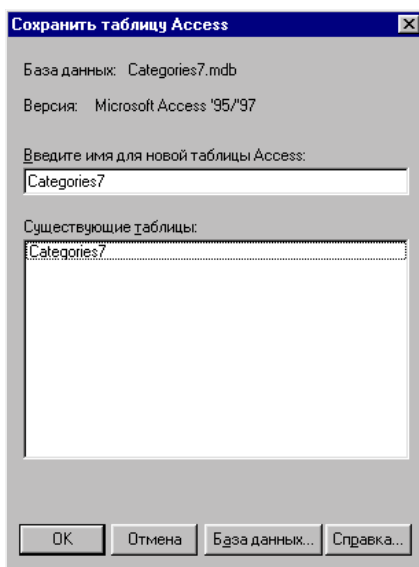 Сохранить таблицу Access
База данных: Categories7.mdb
Версия: Microsoft Access '95/'97
Введите имя для новой таблицы Access:
Categories7
Существующие таблицы:
Categories7
OK Отмена База данных... Справка...